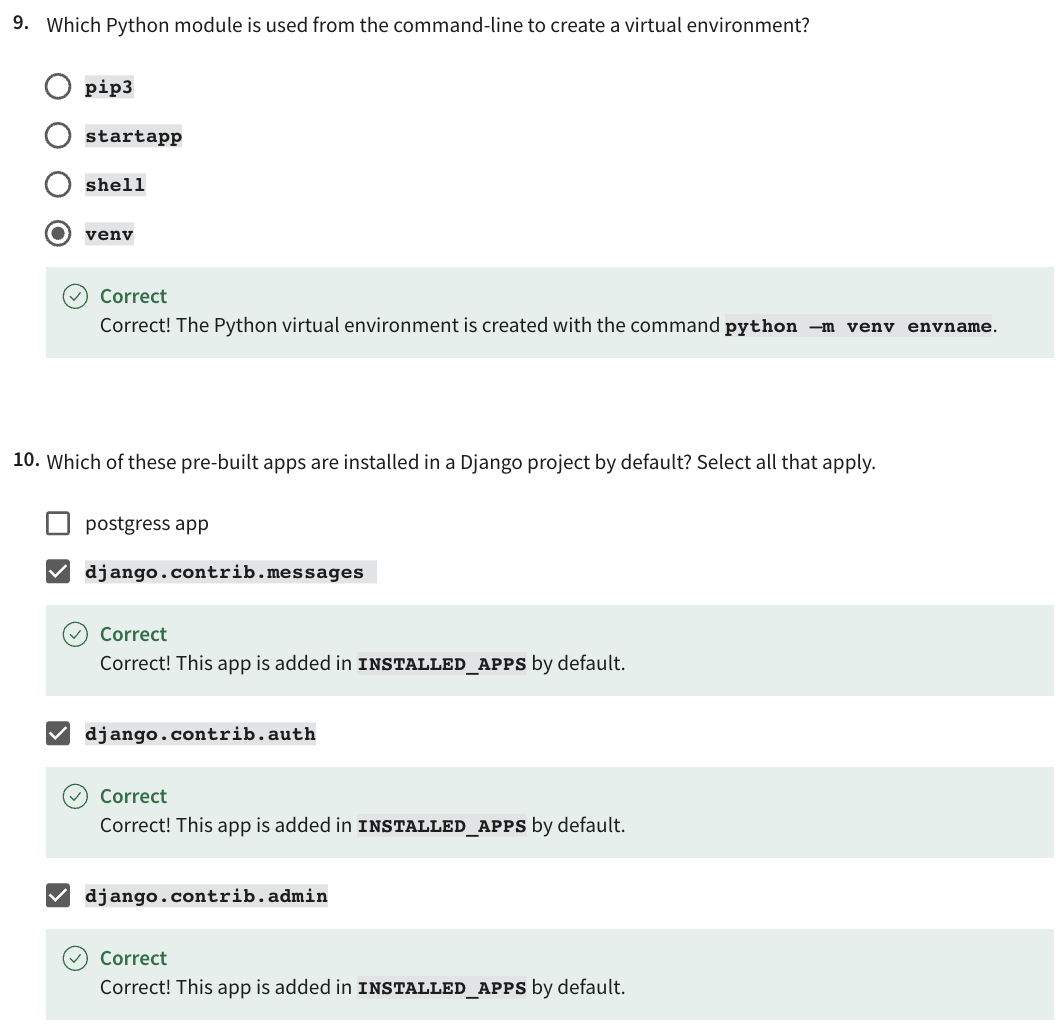 9. Which Python module is used from the command-line to create a virtual environment?
pip3
startapp
shell
venv
Correct
Correct! The Python virtual environment is created with the command python –m venv envname.
10. Which of these pre-built apps are installed in a Django project by default? Select all that apply.
postgress app
django.contrib.messages
Correct
Correct! This app is added in INSTALLED_APPS by default.
django.contrib.auth
Correct
Correct! This app is added in INSTALLED_APPS by default.
django.contrib.admin
Correct
Correct! This app is added in INSTALLED_APPS by default.